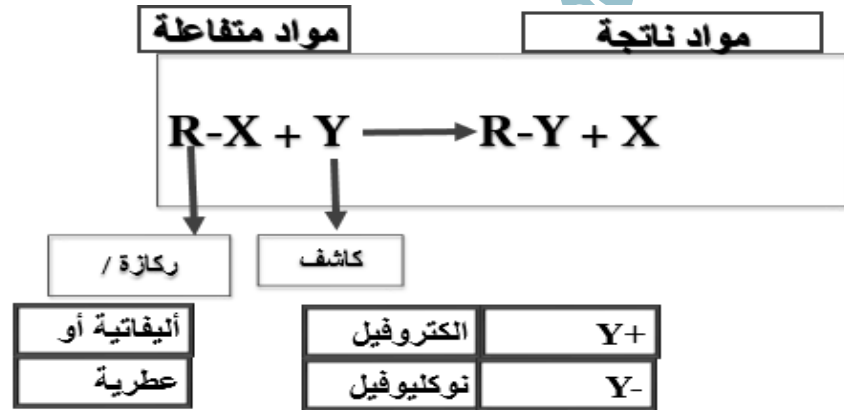 مواد متفاعلة
مواد ناتجة
R-X + Y → R-Y + X
ركازة /
كاشف
أليفاتية أو
عطرية
الكتروفيل Y+
نوكليوفيل Y-